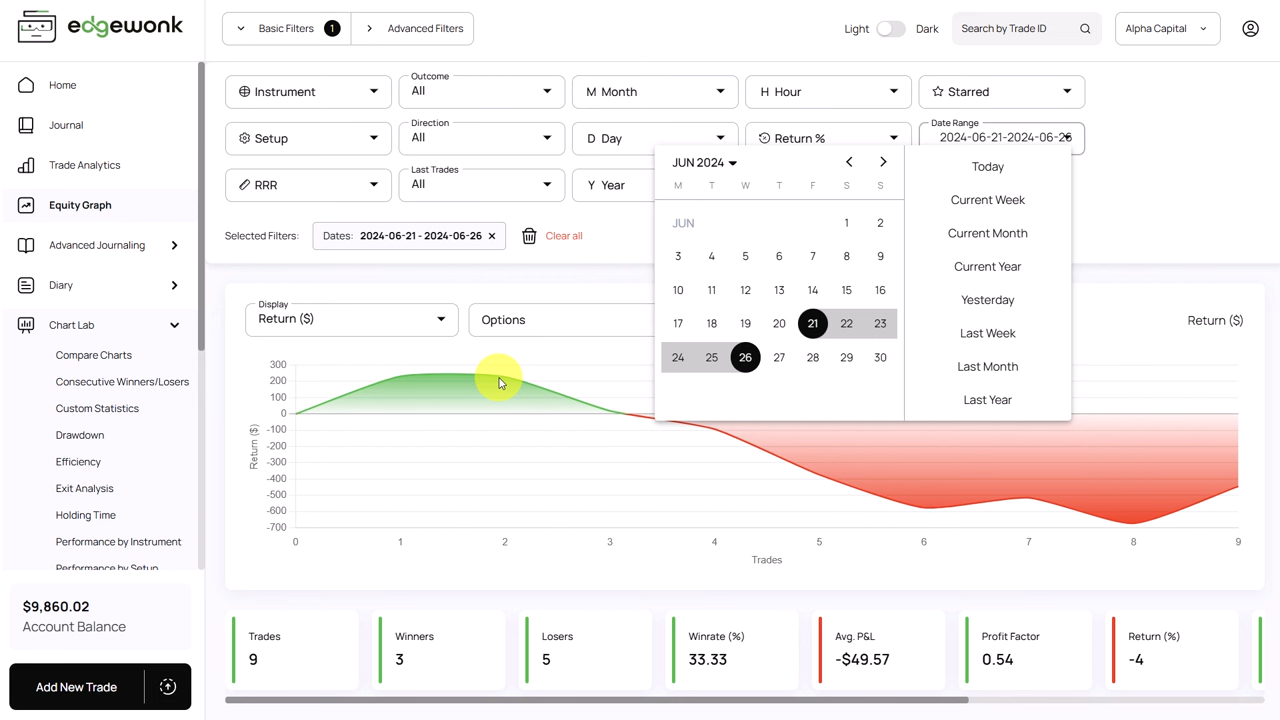 edgewonk
Basic Filters 1
Advanced Filters
Light
Dark
Search by Trade ID
Alpha Capital
Home
Journal
Trade Analytics
Equity Graph
Advanced Journaling
Diary
Chart Lab
Compare Charts
Consecutive Winners/Losers
Custom Statistics
Drawdown
Efficiency
Exit Analysis
Holding Time
Performance by Instrument
Performance by Setup
$9,860.02
Account Balance
Add New Trade
Instrument
Outcome
All
M Month
H Hour
Starred
Setup
Direction
All
D Day
Return %
Date Range
2024-06-21-2024-06-26
RRR
Last Trades
All
Y Year
Selected Filters:
Dates: 2024-06-21 - 2024-06-26
Clear all
JUN 2024
M T W T F S S
JUN 1 2
3 4 5 6 7 8 9
10 11 12 13 14 15 16
17 18 19 20 21 22 23
24 25 26 27 28 29 30
Today
Current Week
Current Month
Current Year
Yesterday
Last Week
Last Month
Last Year
Display
Return ($)
Options
Return ($)
300
200
100
0
-100
-200
-300
-400
-500
-600
-700
Return ($)
0 1 2 3 4 5 6 7 8 9
Trades
Trades
9
Winners
3
Losers
5
Winrate (%)
33.33
Avg. P&L
-$49.57
Profit Factor
0.54
Return (%)
-4